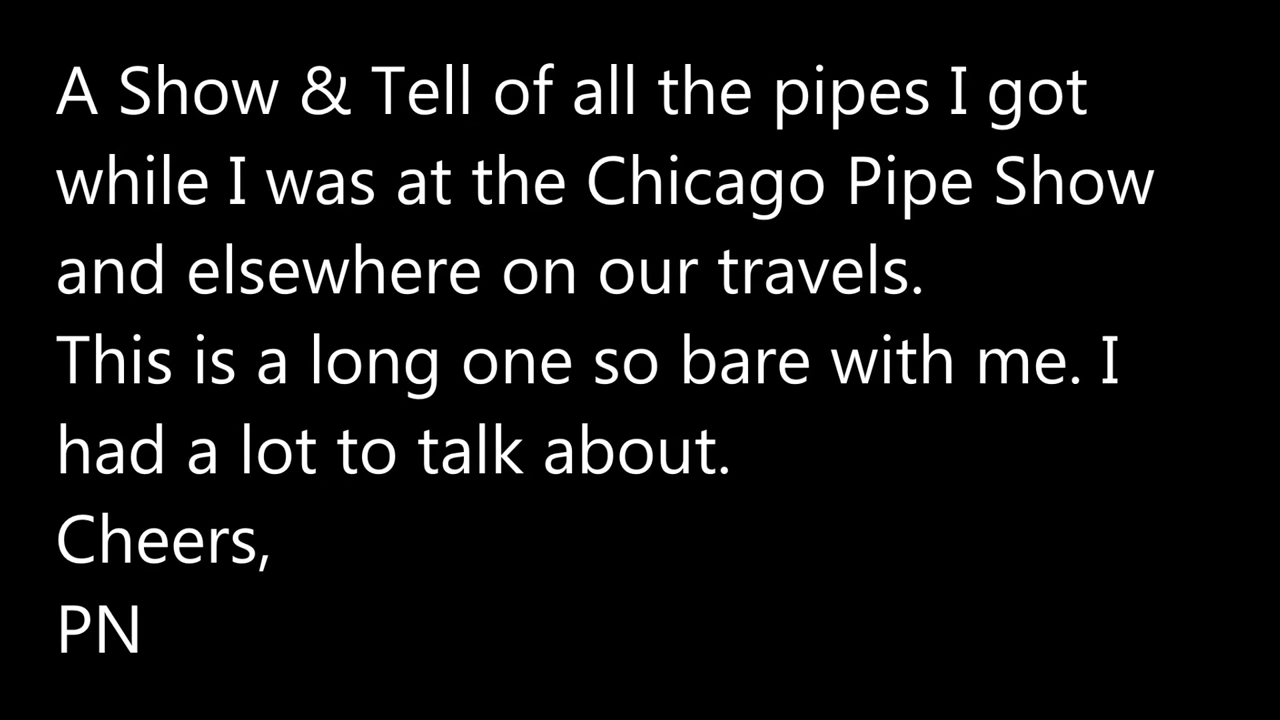 A Show & Tell of all the pipes I got
while I was at the Chicago Pipe Show
and elsewhere on our travels.
This is a long one so bare with me. I
had a lot to talk about.
Cheers,
PN